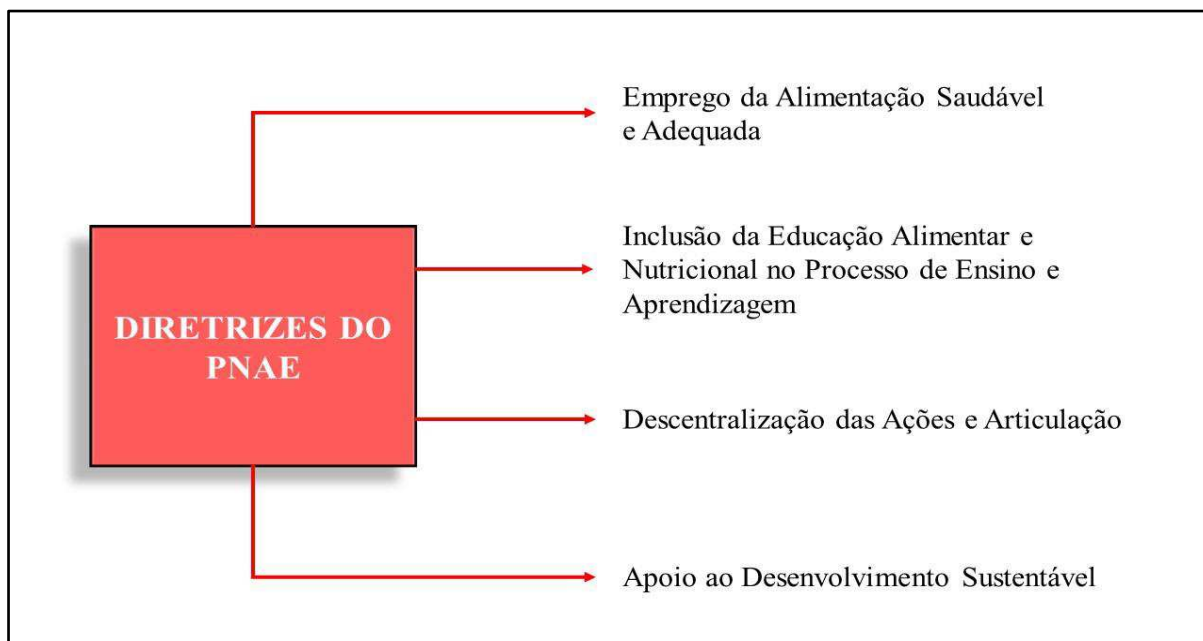 Emprego da Alimentação Saudável
e Adequada
Inclusão da Educação Alimentar e
Nutricional no Processo de Ensino e
Aprendizagem
DIRETRIZES DO
PNAE
Descentralização das Ações e Articulação
Apoio ao Desenvolvimento Sustentável